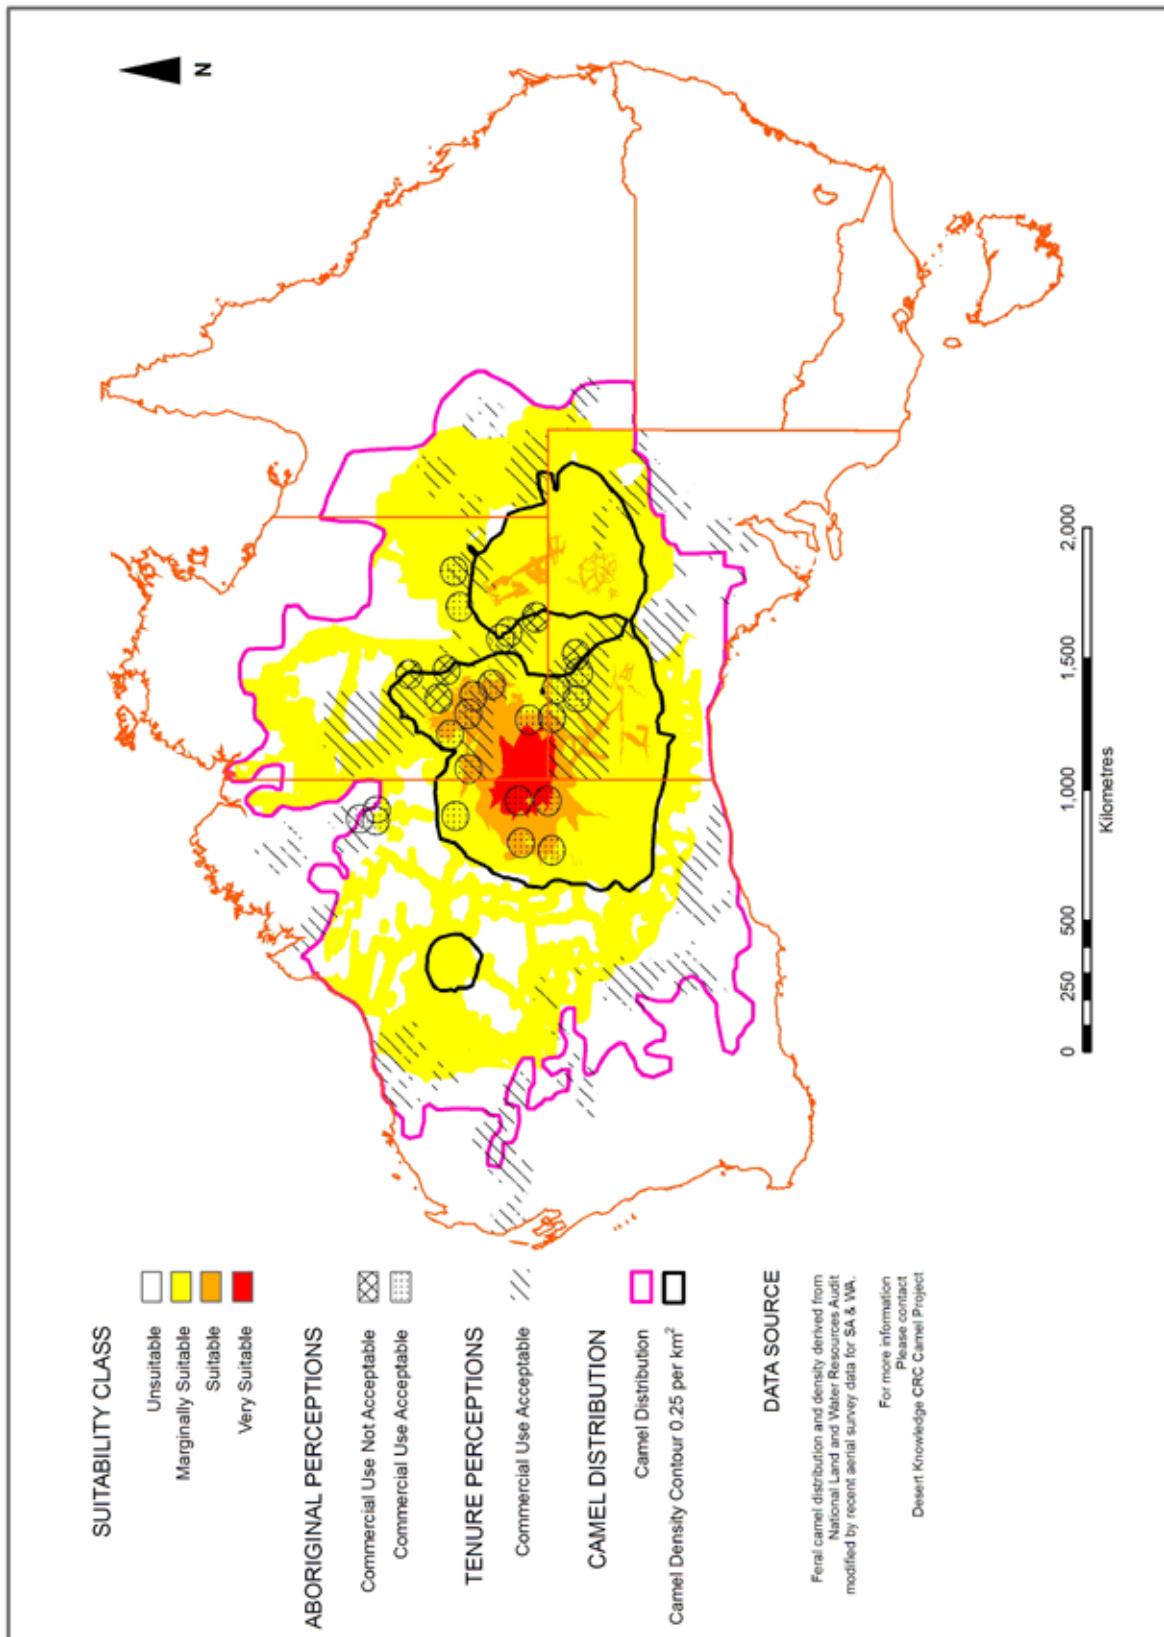 N
SUITABILITY CLASS
Unsuitable
Marginally Suitable
Suitable
Very Suitable
ABORIGINAL PERCEPTIONS
Commercial Use Not Acceptable
Commercial Use Acceptable
TENURE PERCEPTIONS
Commercial Use Acceptable
CAMEL DISTRIBUTION
Camel Distribution
Camel Density Contour 0.25 per km²
DATA SOURCE
Feral camel distribution and density derived from
National Land and Water Resources Audit
modified by recent aerial survey data for SA & WA.
For more information
Please contact
Desert Knowledge CRC Camel Project
0 250 500 1,000 1,500 2,000
Kilometres